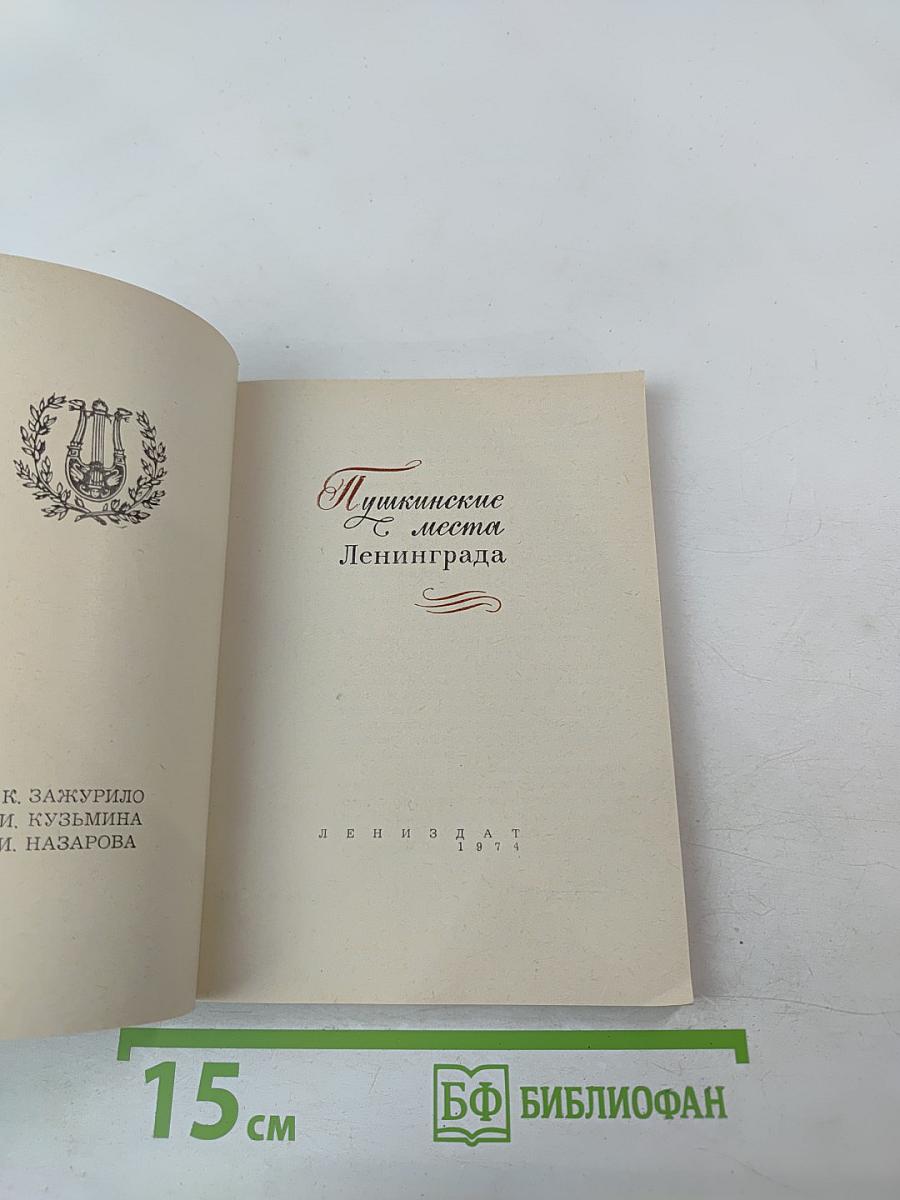 К. ЗАЖУРИЛО
И. КУЗЬМИНА
И. НАЗАРОВА
Пушкинские
места
Ленинграда
ЛЕНИЗДАТ
1974
15 см
БФ БИБЛИОФАН